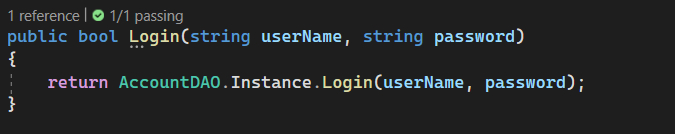 1 reference | 1/1 passing
public bool Login(string userName, string password)
{
    return AccountDAO.Instance.Login(userName, password);
}